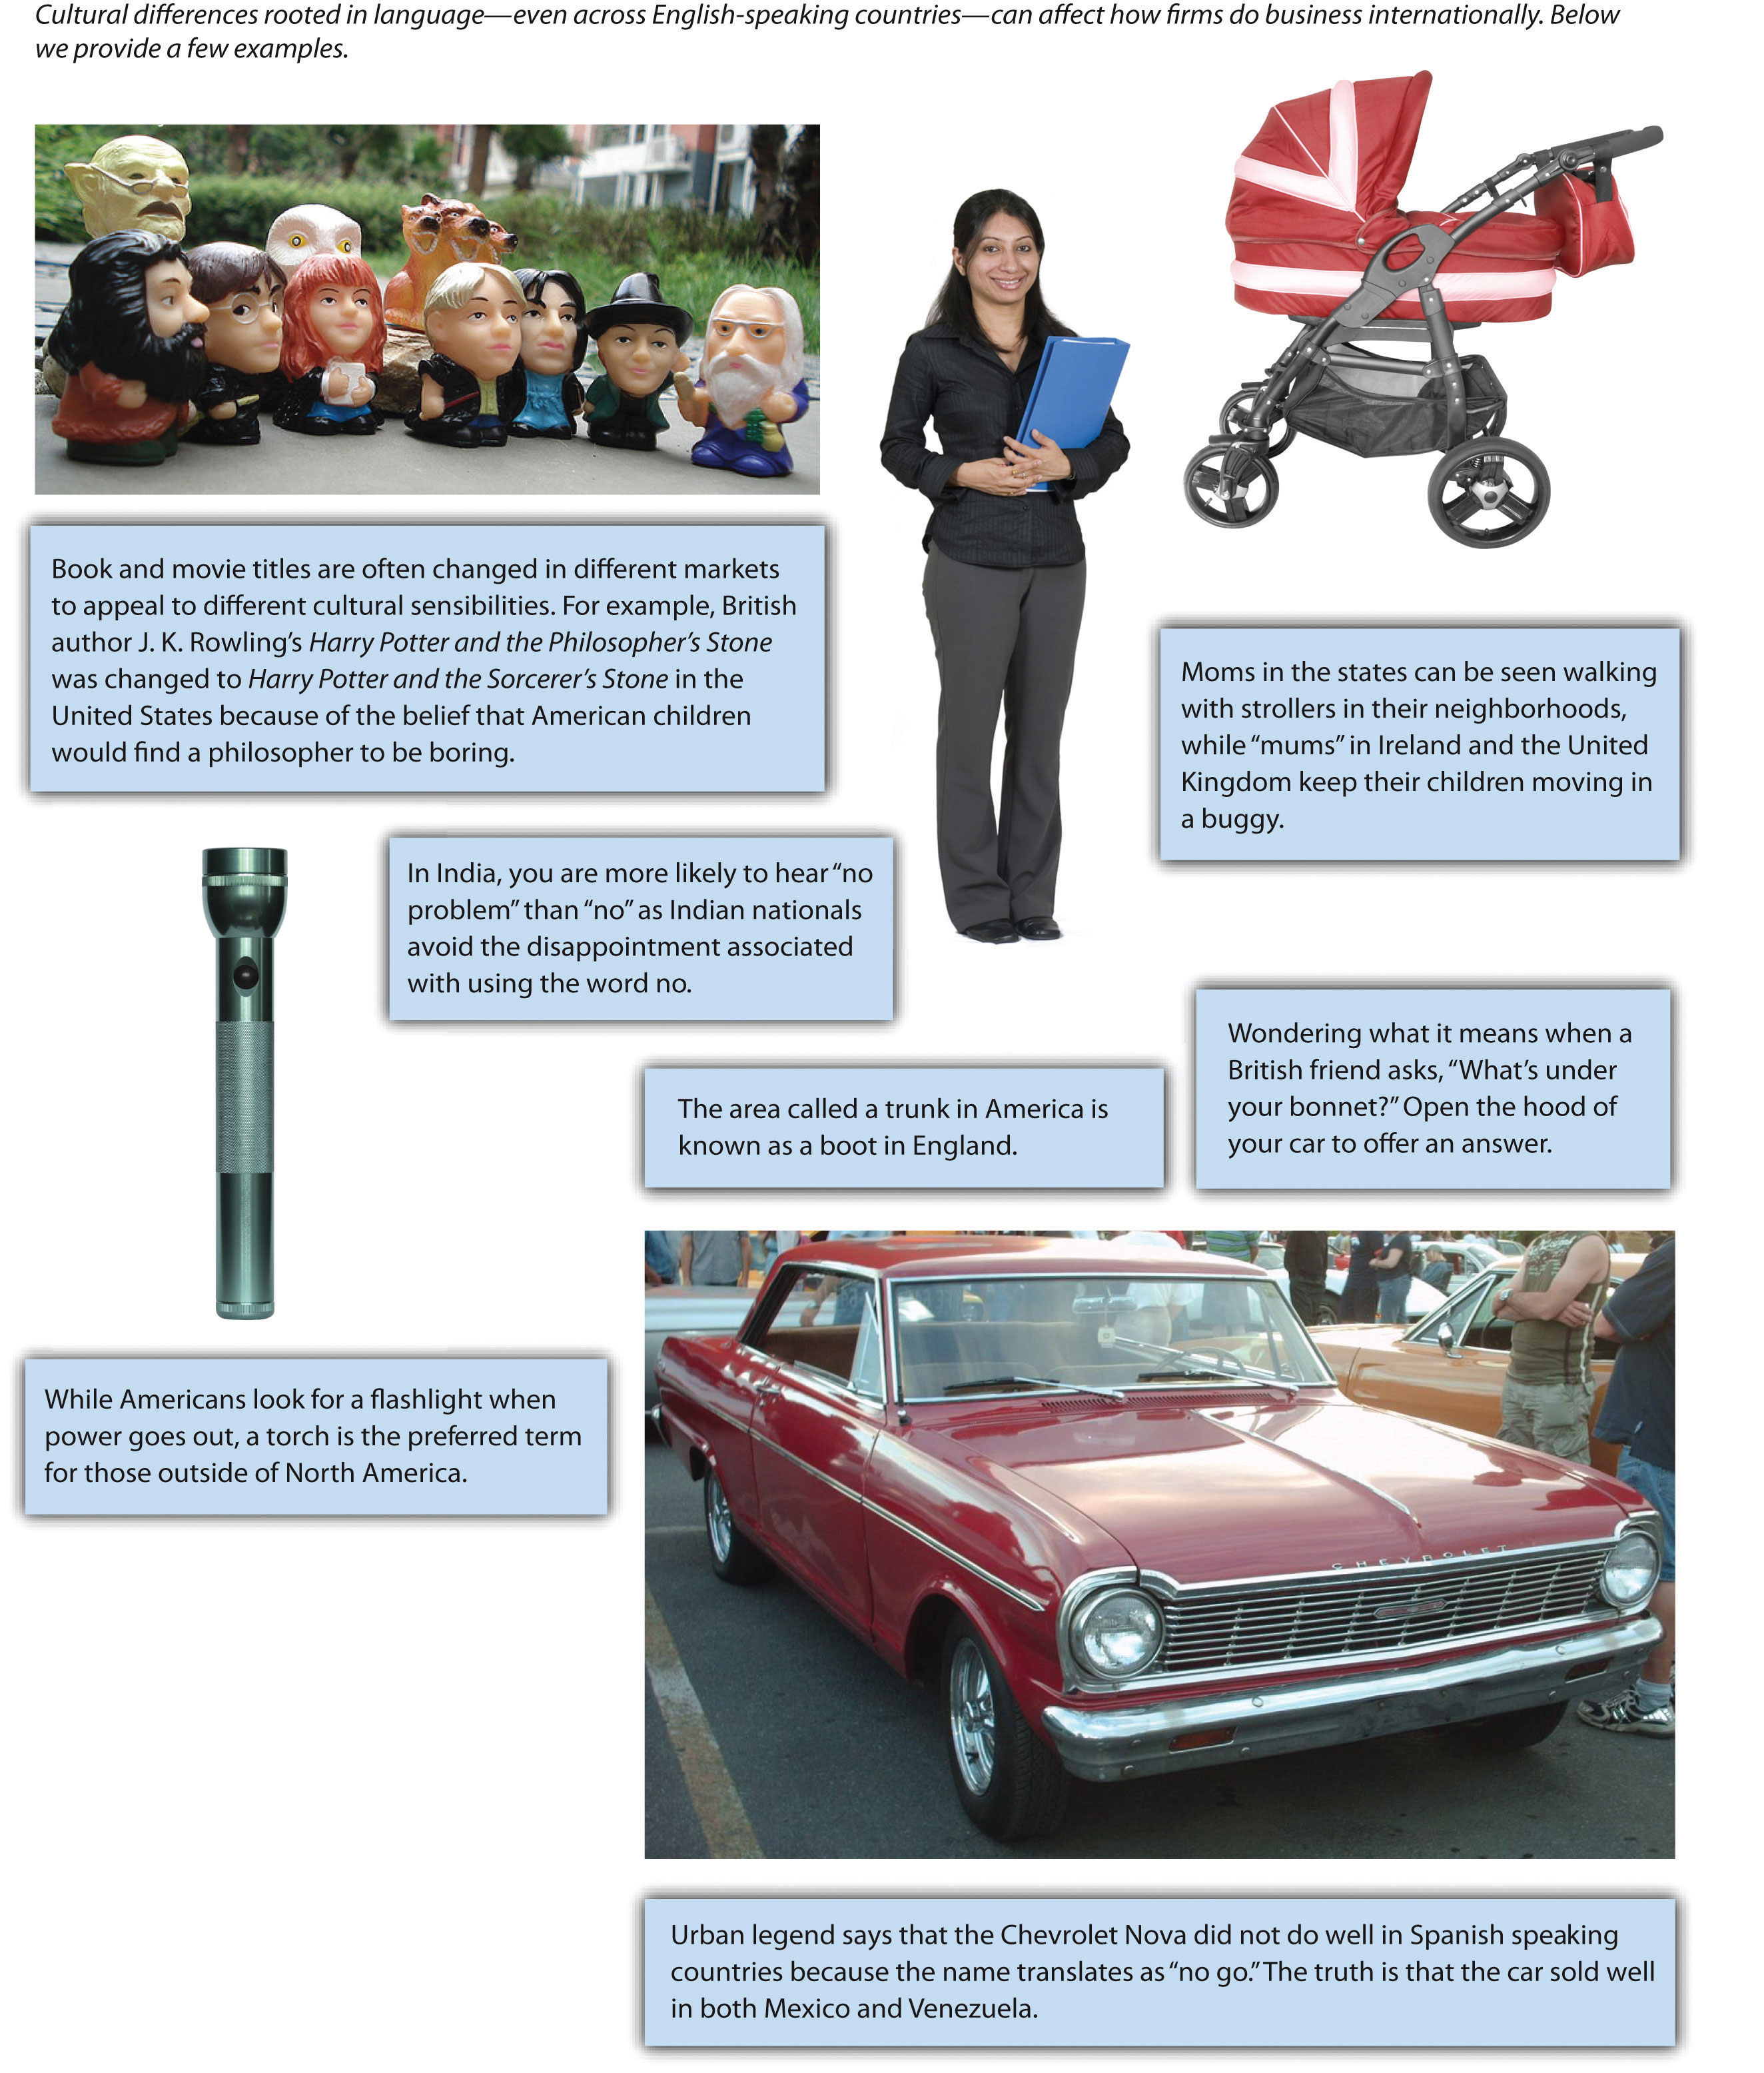 Cultural differences rooted in language—even across English-speaking countries—can affect how firms do business internationally. Below
we provide a few examples.
Book and movie titles are often changed in different markets
to appeal to different cultural sensibilities. For example, British
author J. K. Rowling’s Harry Potter and the Philosopher’s Stone
was changed to Harry Potter and the Sorcerer’s Stone in the
United States because of the belief that American children
would find a philosopher to be boring.
Moms in the states can be seen walking
with strollers in their neighborhoods,
while “mums” in Ireland and the United
Kingdom keep their children moving in
a buggy.
In India, you are more likely to hear “no
problem” than “no” as Indian nationals
avoid the disappointment associated
with using the word no.
Wondering what it means when a
British friend asks, “What’s under
your bonnet?” Open the hood of
your car to offer an answer.
The area called a trunk in America is
known as a boot in England.
While Americans look for a flashlight when
power goes out, a torch is the preferred term
for those outside of North America.
CHEVROLET
Urban legend says that the Chevrolet Nova did not do well in Spanish speaking
countries because the name translates as “no go.” The truth is that the car sold well
in both Mexico and Venezuela.